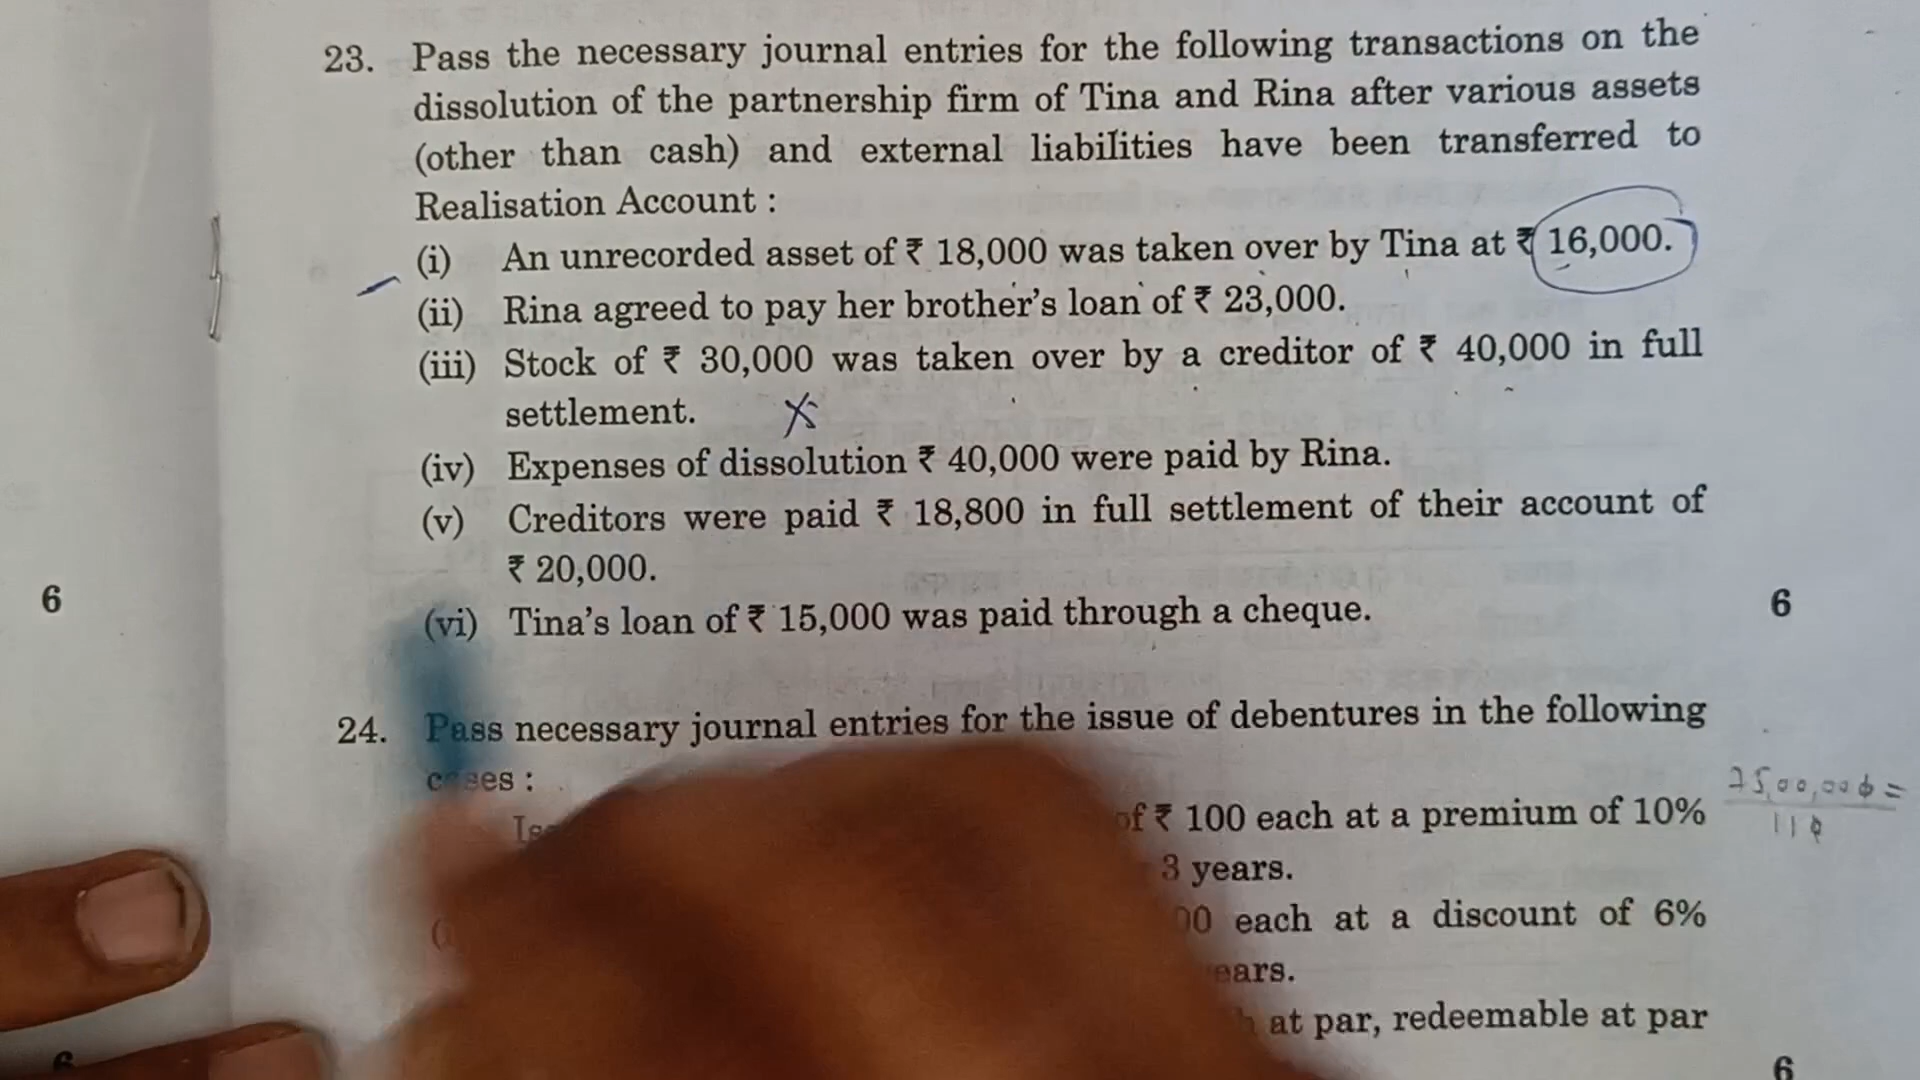 23. Pass the necessary journal entries for the following transactions on the
dissolution of the partnership firm of Tina and Rina after various assets
(other than cash) and external liabilities have been transferred to
Realisation Account :
(i) An unrecorded asset of ₹ 18,000 was taken over by Tina at ₹ 16,000.
(ii) Rina agreed to pay her brother's loan of ₹ 23,000.
(iii) Stock of ₹ 30,000 was taken over by a creditor of ₹ 40,000 in full
settlement.
(iv) Expenses of dissolution ₹ 40,000 were paid by Rina.
(v) Creditors were paid ₹ 18,800 in full settlement of their account of
₹ 20,000.
6
(vi) Tina's loan of ₹ 15,000 was paid through a cheque. 6
24. Pass necessary journal entries for the issue of debentures in the following
cases :
of ₹ 100 each at a premium of 10%
3 years.
each at a discount of 6%
at par, redeemable at par
6